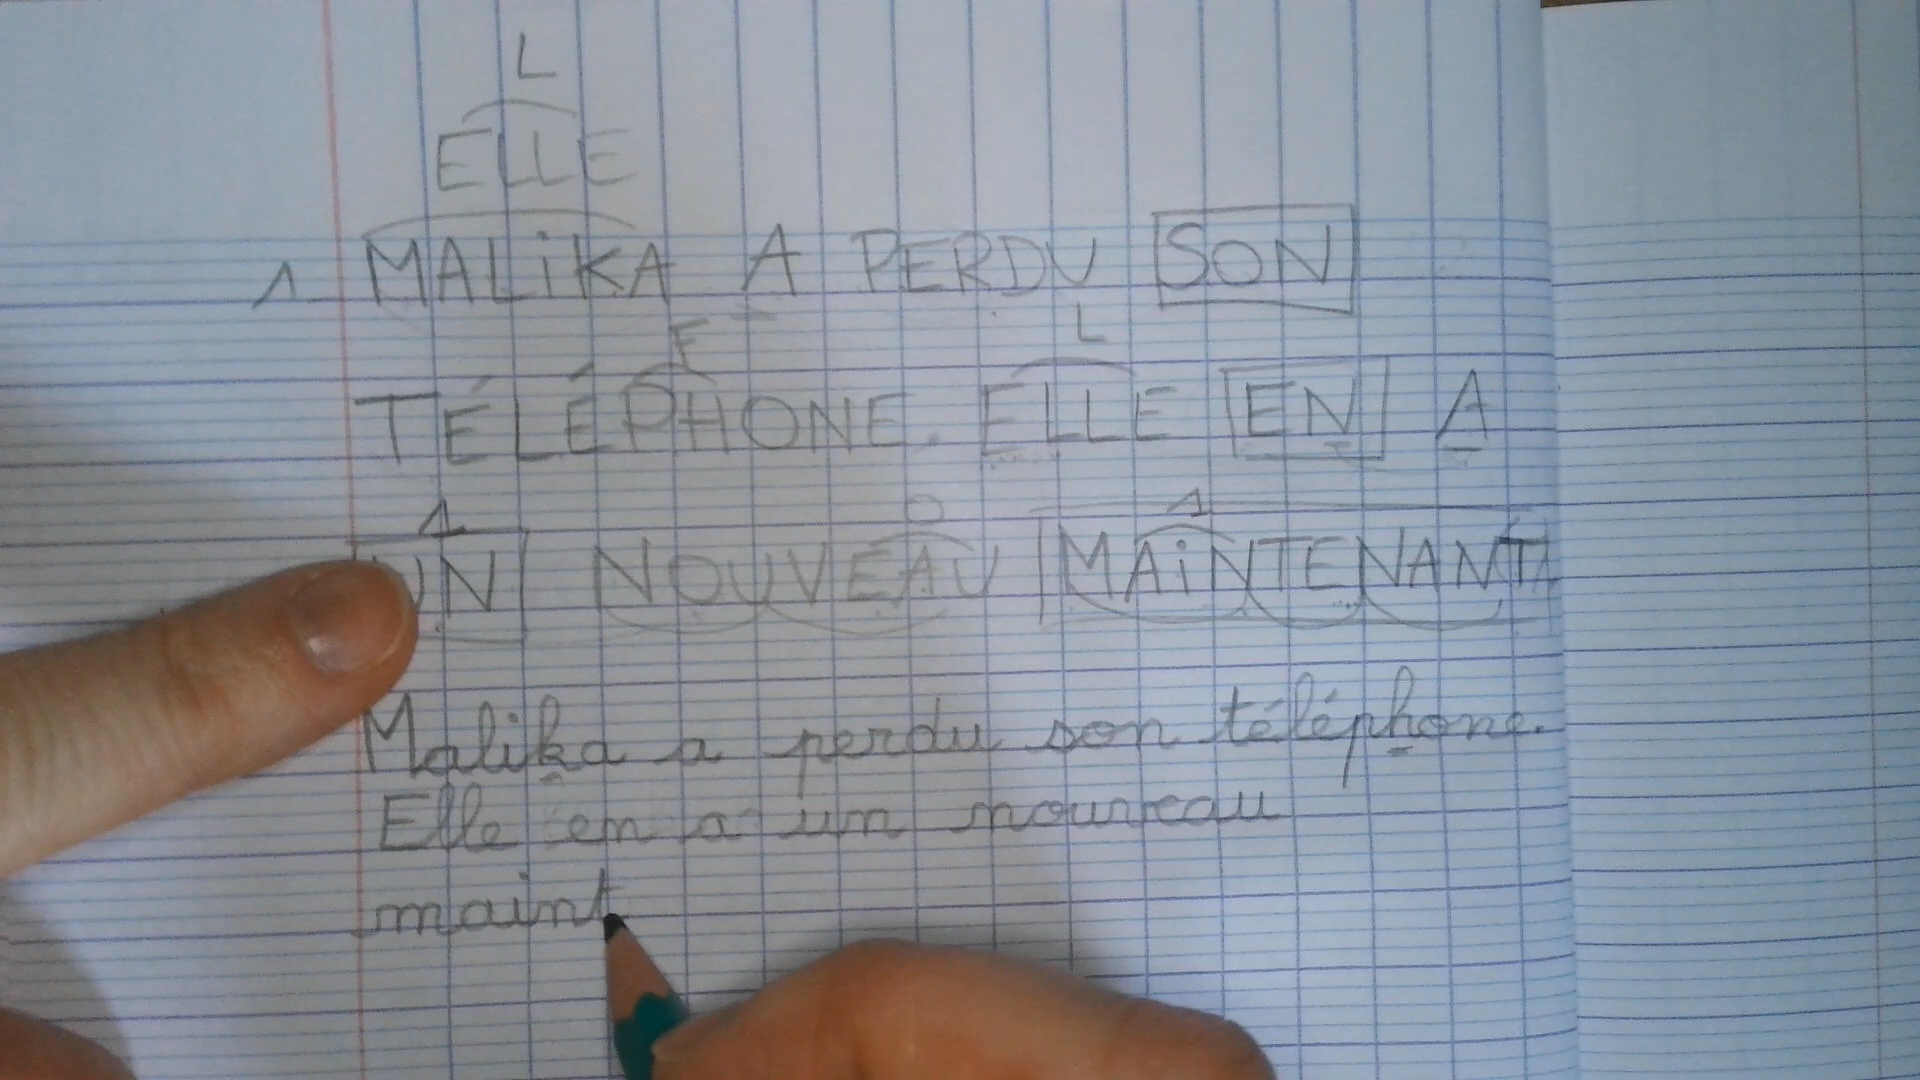 L
ELLE
1 MALiKA A PERDU SON
F L
TÉLÉPHONE. ELLE EN A
1 O 1
UN NOUVEAU MAiNTENANT
Malika a perdu son téléphone.
Elle en a un nouveau
maint